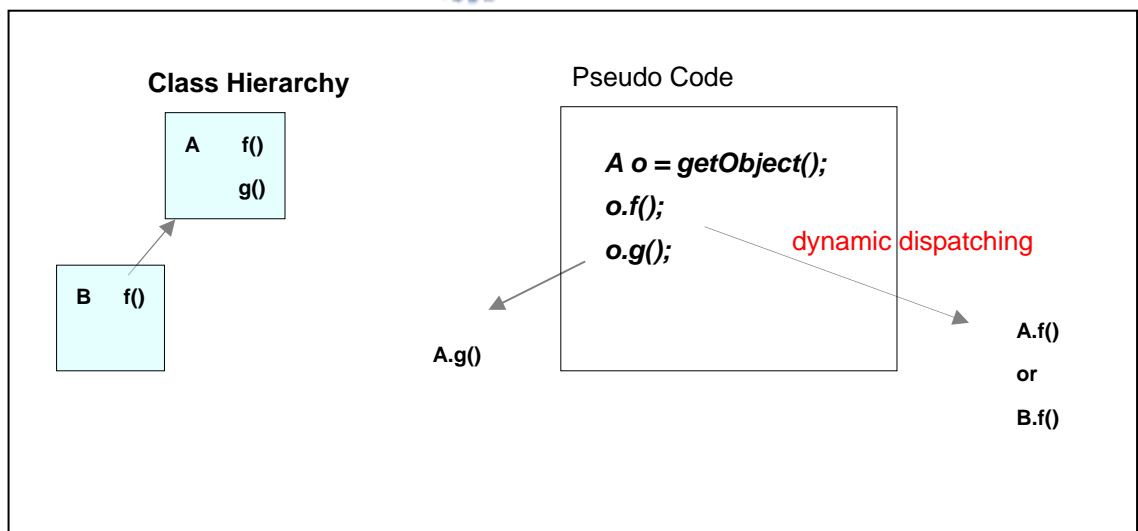 Class Hierarchy
A f()
g()
B f()
Pseudo Code
A o = getObject();
o.f();
o.g();
dynamic dispatching
A.g()
A.f()
or
B.f()